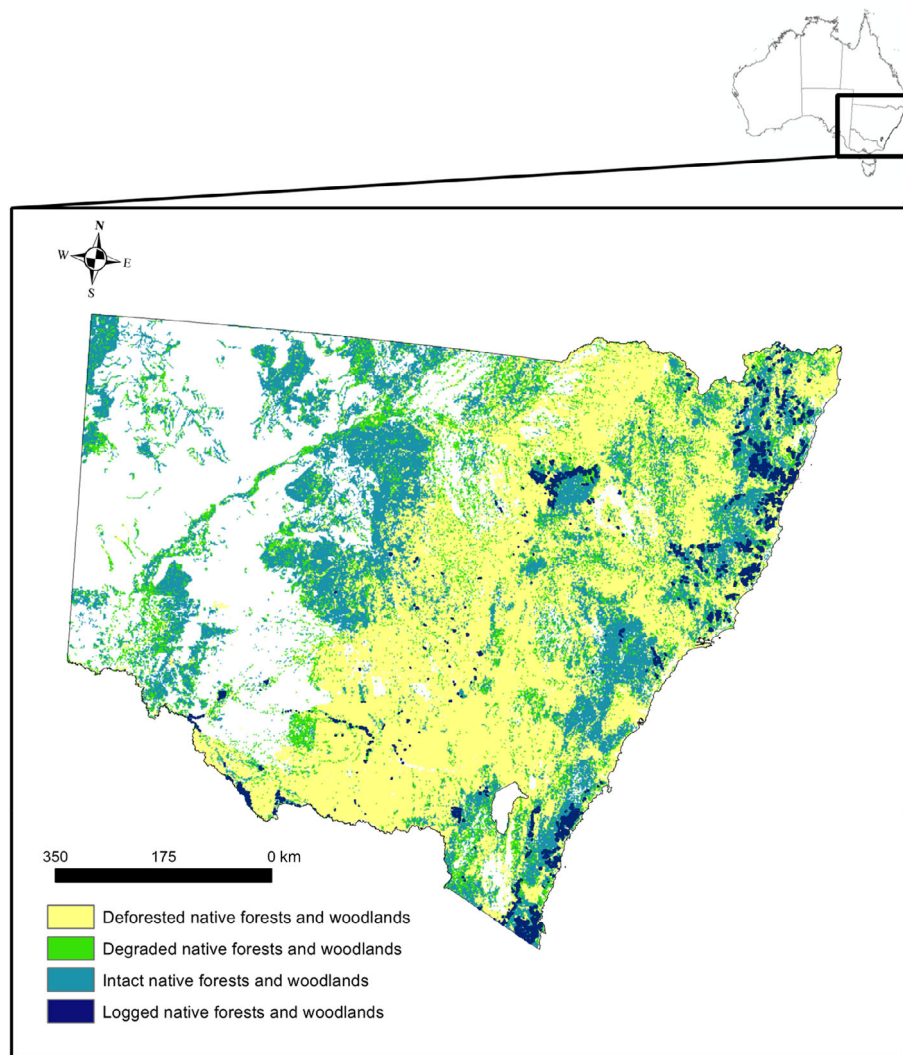 N
W
E
S
350 175 0 km
Deforested native forests and woodlands
Degraded native forests and woodlands
Intact native forests and woodlands
Logged native forests and woodlands